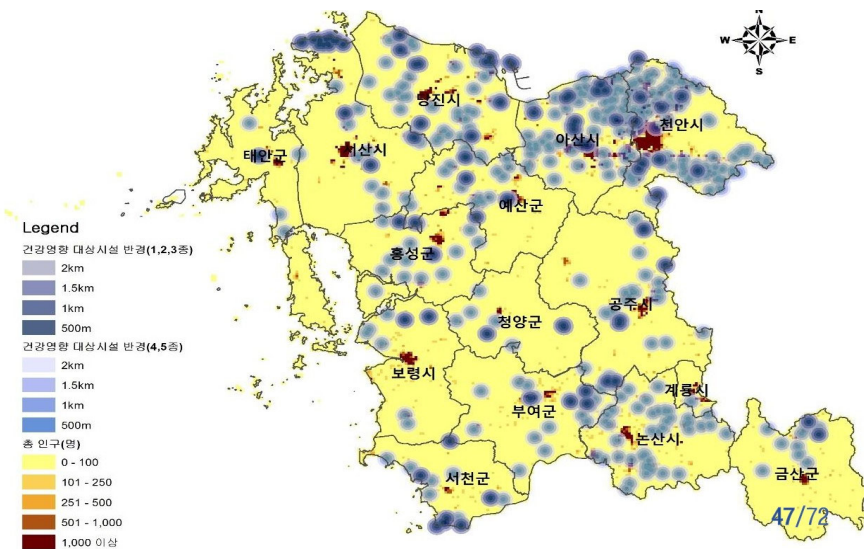 N
W E
S
당진시
아산시
천안시
태안군
서산시
예산군
홍성군
청양군
공주시
보령시
부여군
계룡시
논산시
서천군
금산군
Legend
건강영향 대상시설 반경(1,2,3종)
2km
1.5km
1km
500m
건강영향 대상시설 반경(4,5종)
2km
1.5km
1km
500m
총 인구(명)
0 - 100
101 - 250
251 - 500
501 - 1,000
1,000 이상
47/72